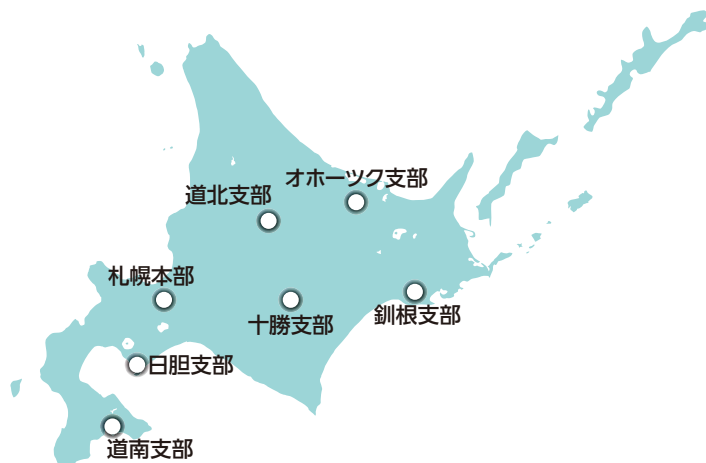 オホーツク支部
道北支部
札幌本部
釧根支部
十勝支部
日胆支部
道南支部